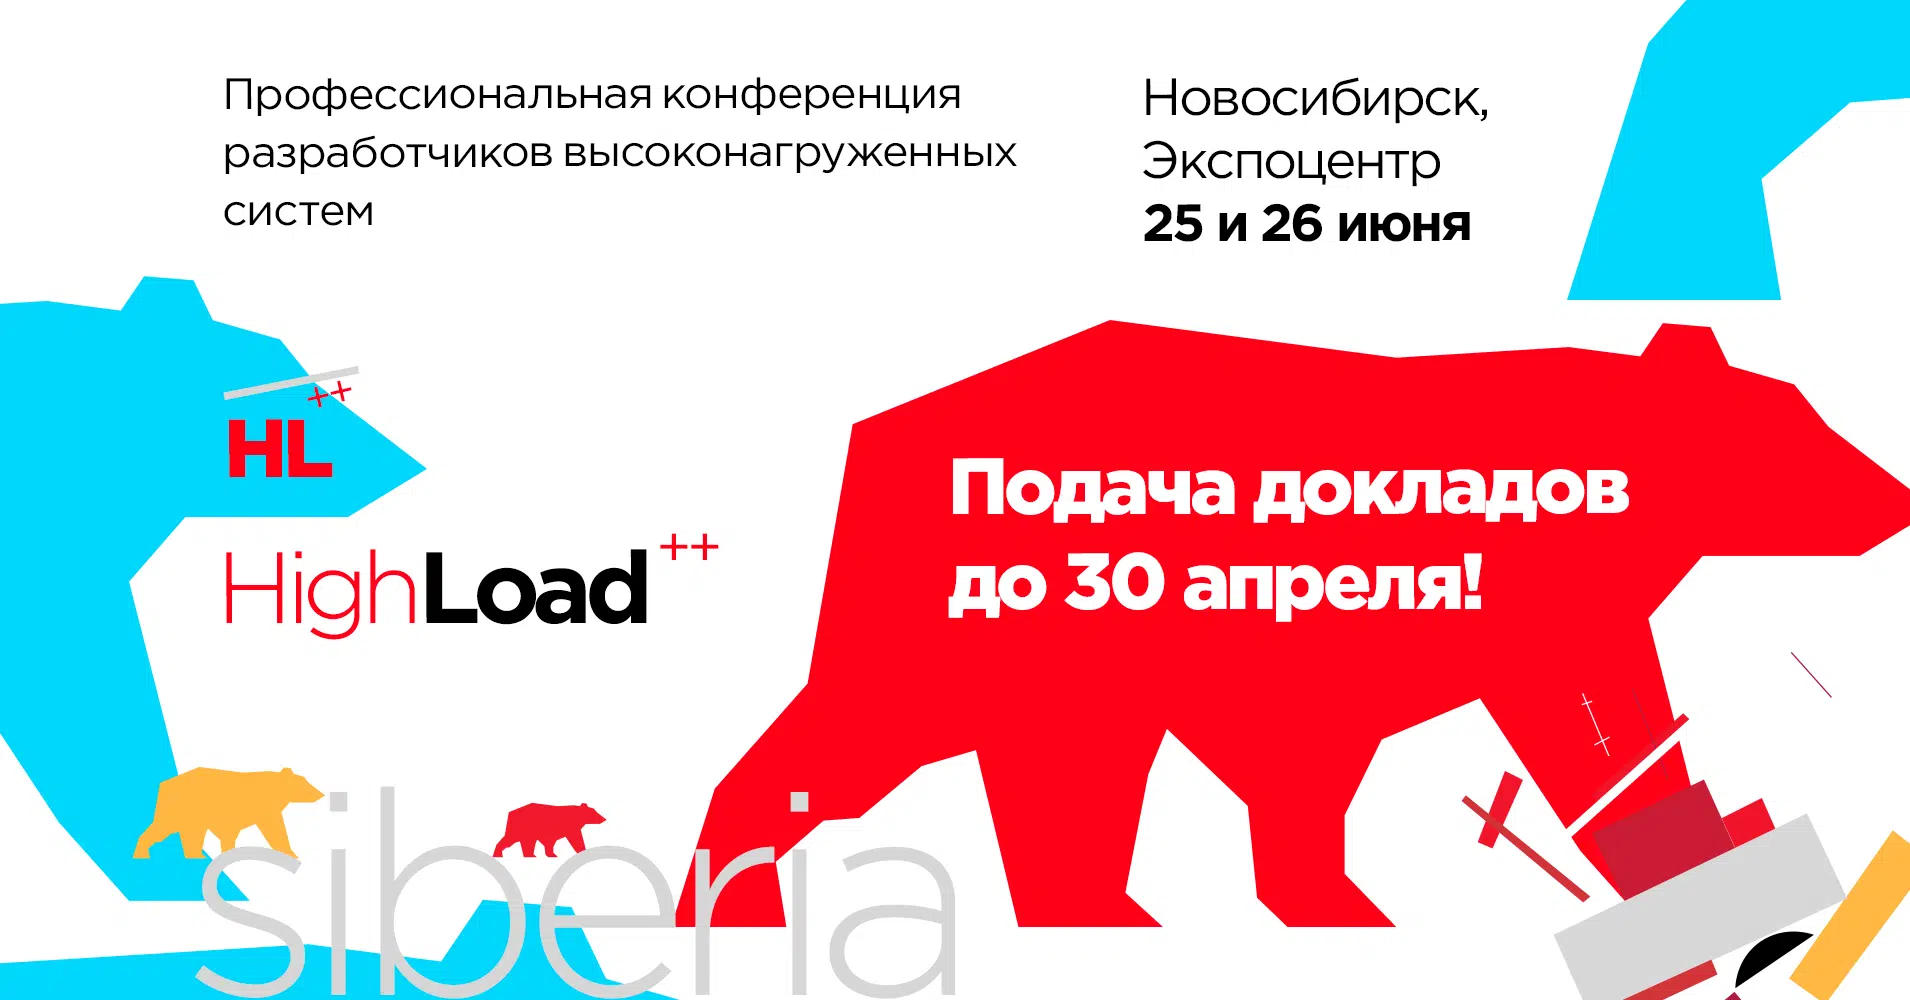 Профессиональная конференция
разработчиков высоконагруженных
систем
Новосибирск,
Экспоцентр
25 и 26 июня
HL++
HighLoad++
Подача докладов
до 30 апреля!
siberia